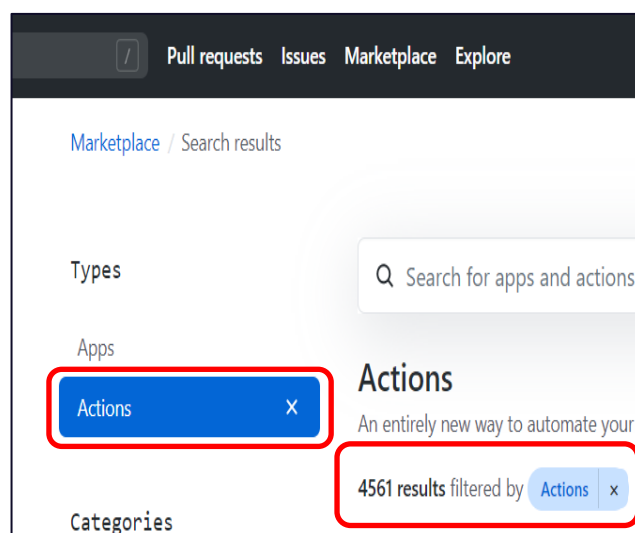 / Pull requests Issues Marketplace Explore
Marketplace / Search results
Types
Search for apps and actions
Apps
Actions
Actions ×
An entirely new way to automate your
4561 results filtered by Actions ×
Categories